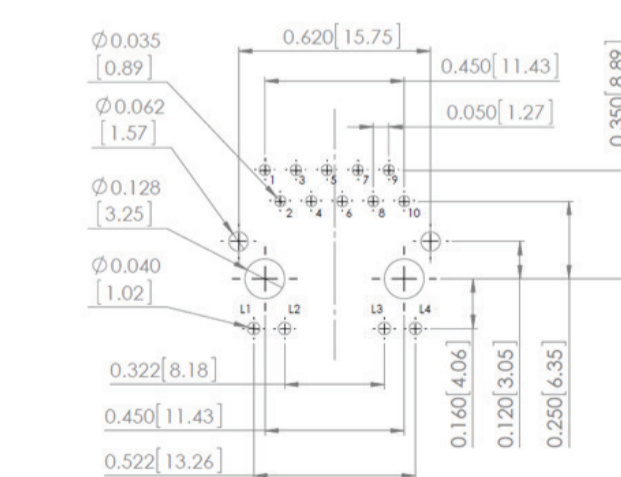 Ø0.035
[0.89]
0.620[15.75]
0.450[11.43]
0.350[8.89]
Ø0.062
[1.57]
0.050[1.27]
1 3 5 7 9
2 4 6 8 10
Ø0.128
[3.25]
Ø0.040
[1.02]
L1 L2 L3 L4
0.322[8.18]
0.450[11.43]
0.522[13.26]
0.160[4.06]
0.120[3.05]
0.250[6.35]